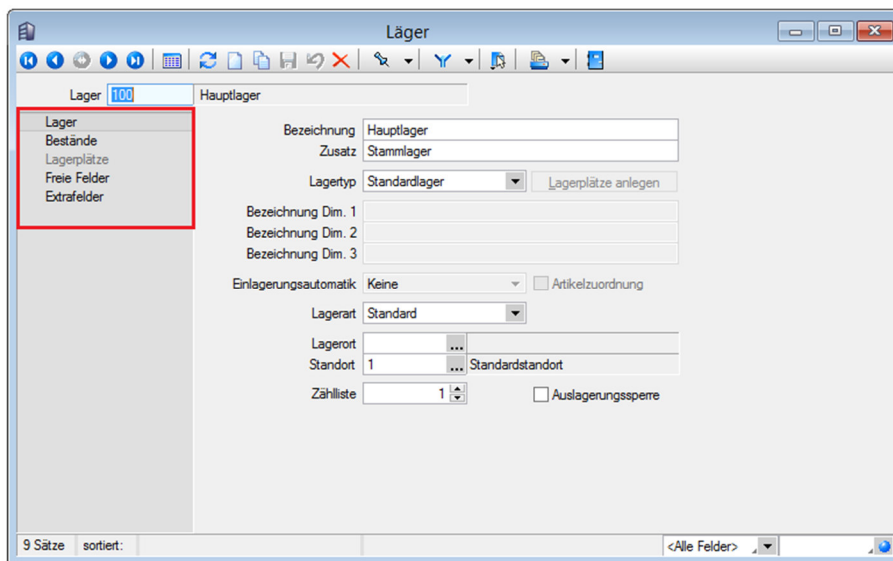 Läger
Lager 100 Hauptlager
Lager
Bestände
Lagerplätze
Freie Felder
Extrafelder
Bezeichnung Hauptlager
Zusatz Stammlager
Lagertyp Standardlager Lagerplätze anlegen
Bezeichnung Dim. 1
Bezeichnung Dim. 2
Bezeichnung Dim. 3
Einlagerungsautomatik Keine Artikelzuordnung
Lagerart Standard
Lagerort ...
Standort 1 ... Standardstandort
Zählliste 1 Auslagerungssperre
9 Sätze sortiert: <Alle Felder>